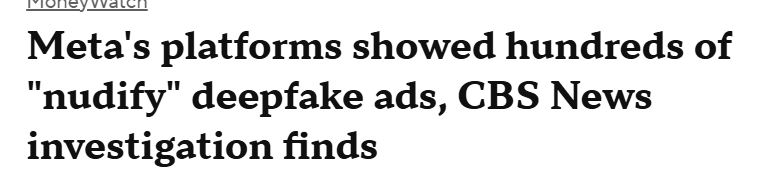 MoneyWatch
Meta's platforms showed hundreds of
"nudify" deepfake ads, CBS News
investigation finds